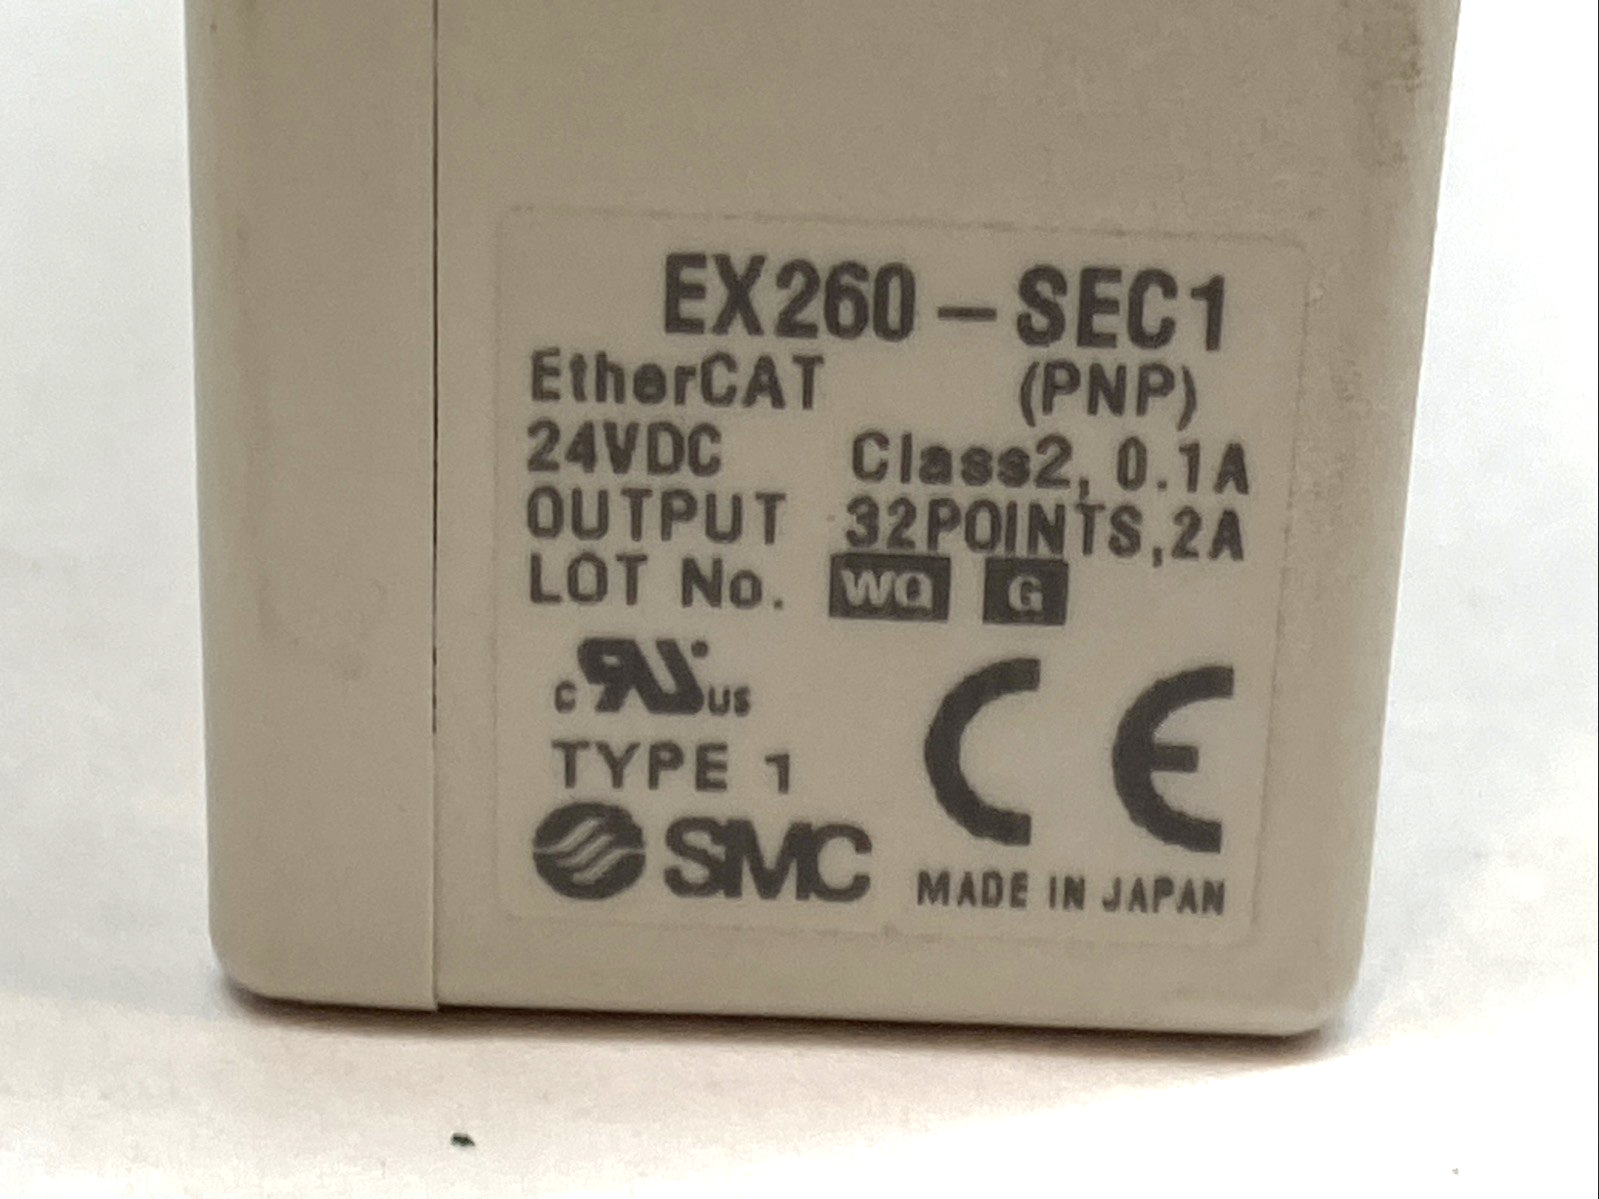 EX260-SEC1
EtherCAT (PNP)
24VDC Class2, 0.1A
OUTPUT 32POINTS,2A
LOT No. WQ G
c RU US
TYPE 1
CE
SMC
MADE IN JAPAN